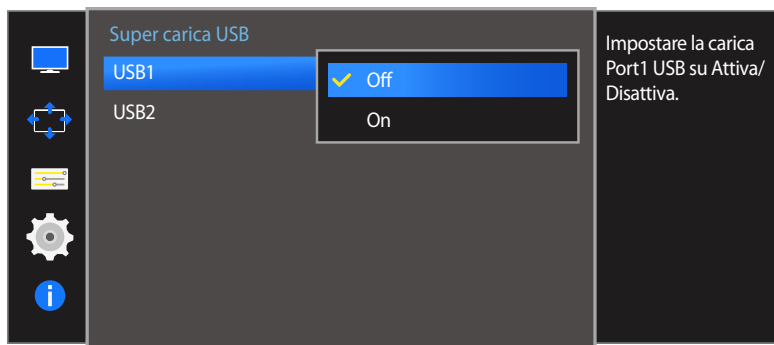 Super carica USB
USB1
Off
USB2
On
Impostare la carica
Port1 USB su Attiva/
Disattiva.